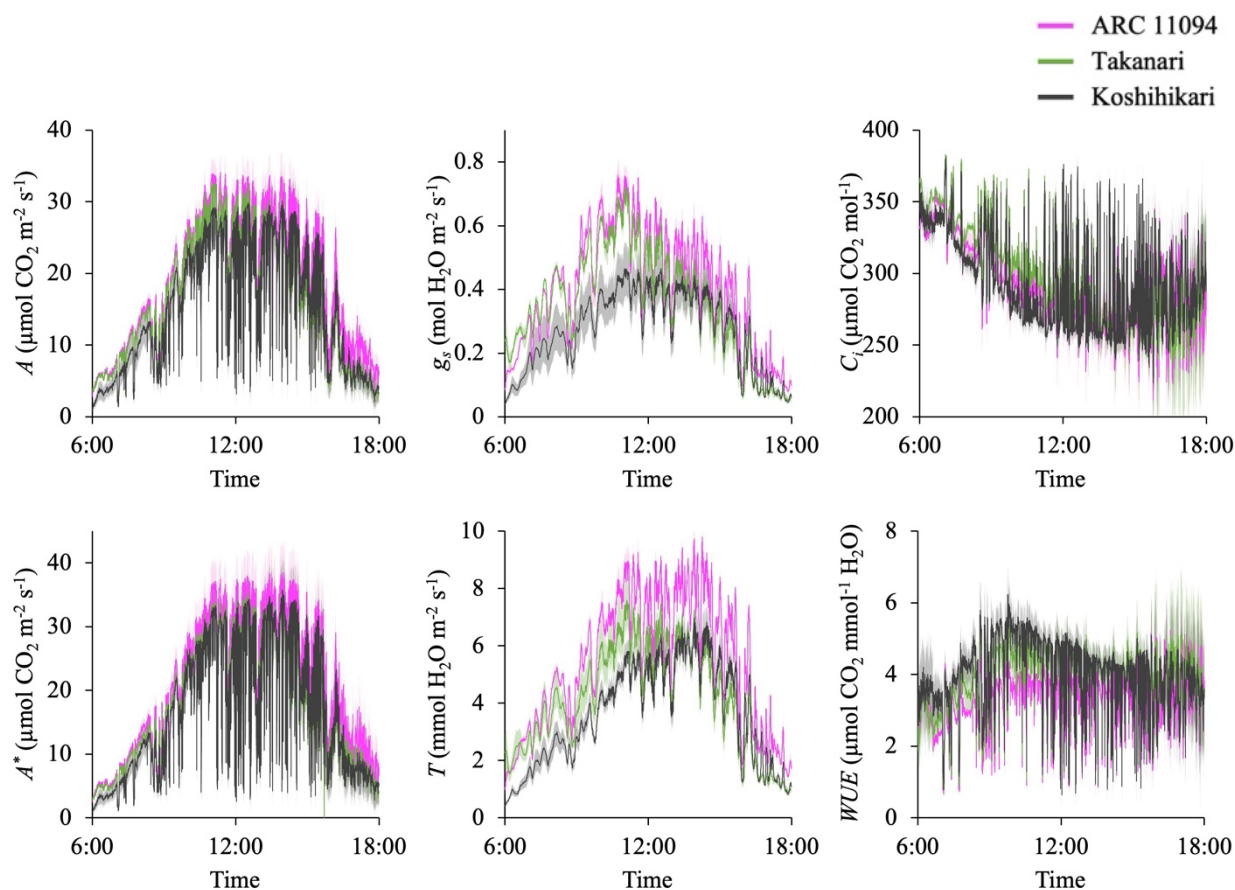 ARC 11094
Takanari
Koshihikari
A (μmol CO₂ m⁻² s⁻¹)
40
30
20
10
0
6:00 12:00 18:00
Time
gₛ (mol H₂O m⁻² s⁻¹)
0.8
0.6
0.4
0.2
0
6:00 12:00 18:00
Time
Cᵢ (μmol CO₂ mol⁻¹)
400
350
300
250
200
6:00 12:00 18:00
Time
A* (μmol CO₂ m⁻² s⁻¹)
40
30
20
10
0
6:00 12:00 18:00
Time
T (mmol H₂O m⁻² s⁻¹)
10
8
6
4
2
0
6:00 12:00 18:00
Time
WUE (μmol CO₂ mmol⁻¹ H₂O)
8
6
4
2
0
6:00 12:00 18:00
Time